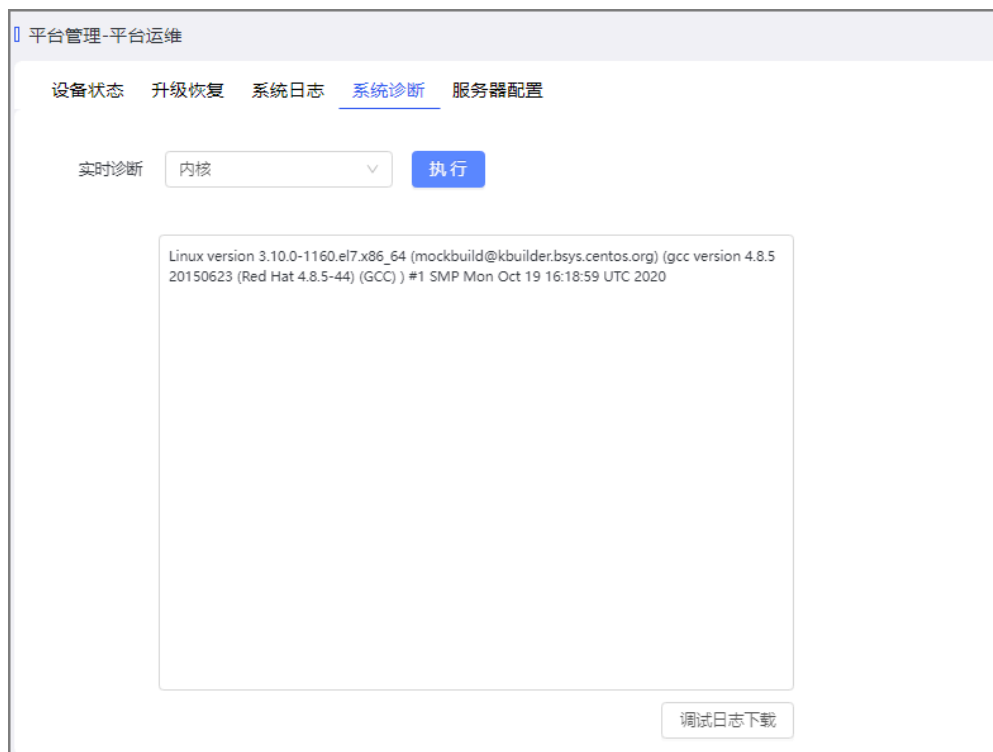 平台管理-平台运维
设备状态 升级恢复 系统日志 系统诊断 服务器配置
实时诊断 内核 执行
Linux version 3.10.0-1160.el7.x86_64 (mockbuild@kbuilder.bsys.centos.org) (gcc version 4.8.5
20150623 (Red Hat 4.8.5-44) (GCC) ) #1 SMP Mon Oct 19 16:18:59 UTC 2020
调试日志下载